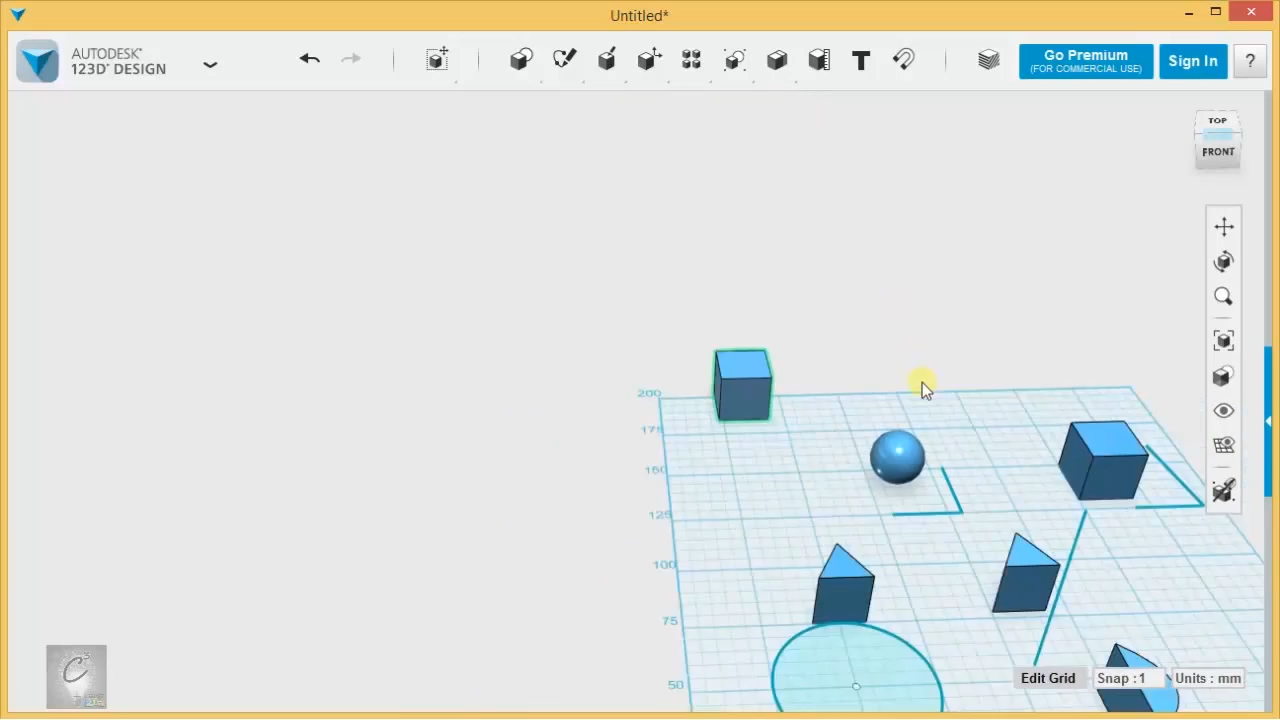 Untitled*
AUTODESK®
123D® DESIGN
Go Premium
(FOR COMMERCIAL USE)
Sign In
?
TOP
FRONT
200
175
150
125
100
75
50
Edit Grid
Snap : 1
Units : mm